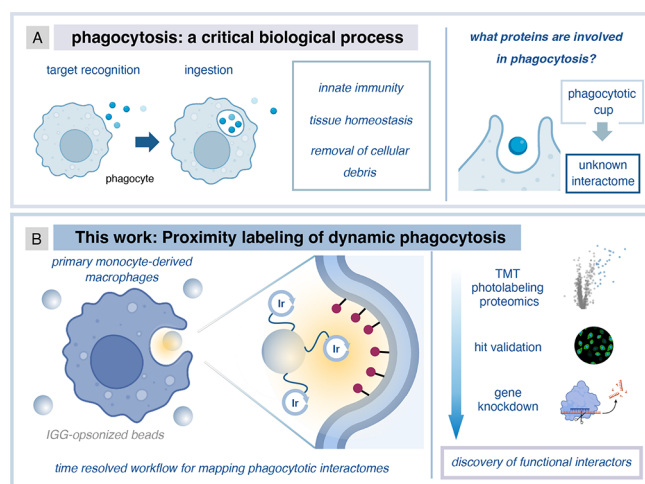 A
phagocytosis: a critical biological process
target recognition
ingestion
phagocyte
innate immunity
tissue homeostasis
removal of cellular
debris
what proteins are involved
in phagocytosis?
phagocytotic
cup
unknown
interactome
B
This work: Proximity labeling of dynamic phagocytosis
primary monocyte-derived
macrophages
Ir
Ir
Ir
IGG-opsonized beads
time resolved workflow for mapping phagocytotic interactomes
TMT
photolabeling
proteomics
hit validation
gene
knockdown
discovery of functional interactors